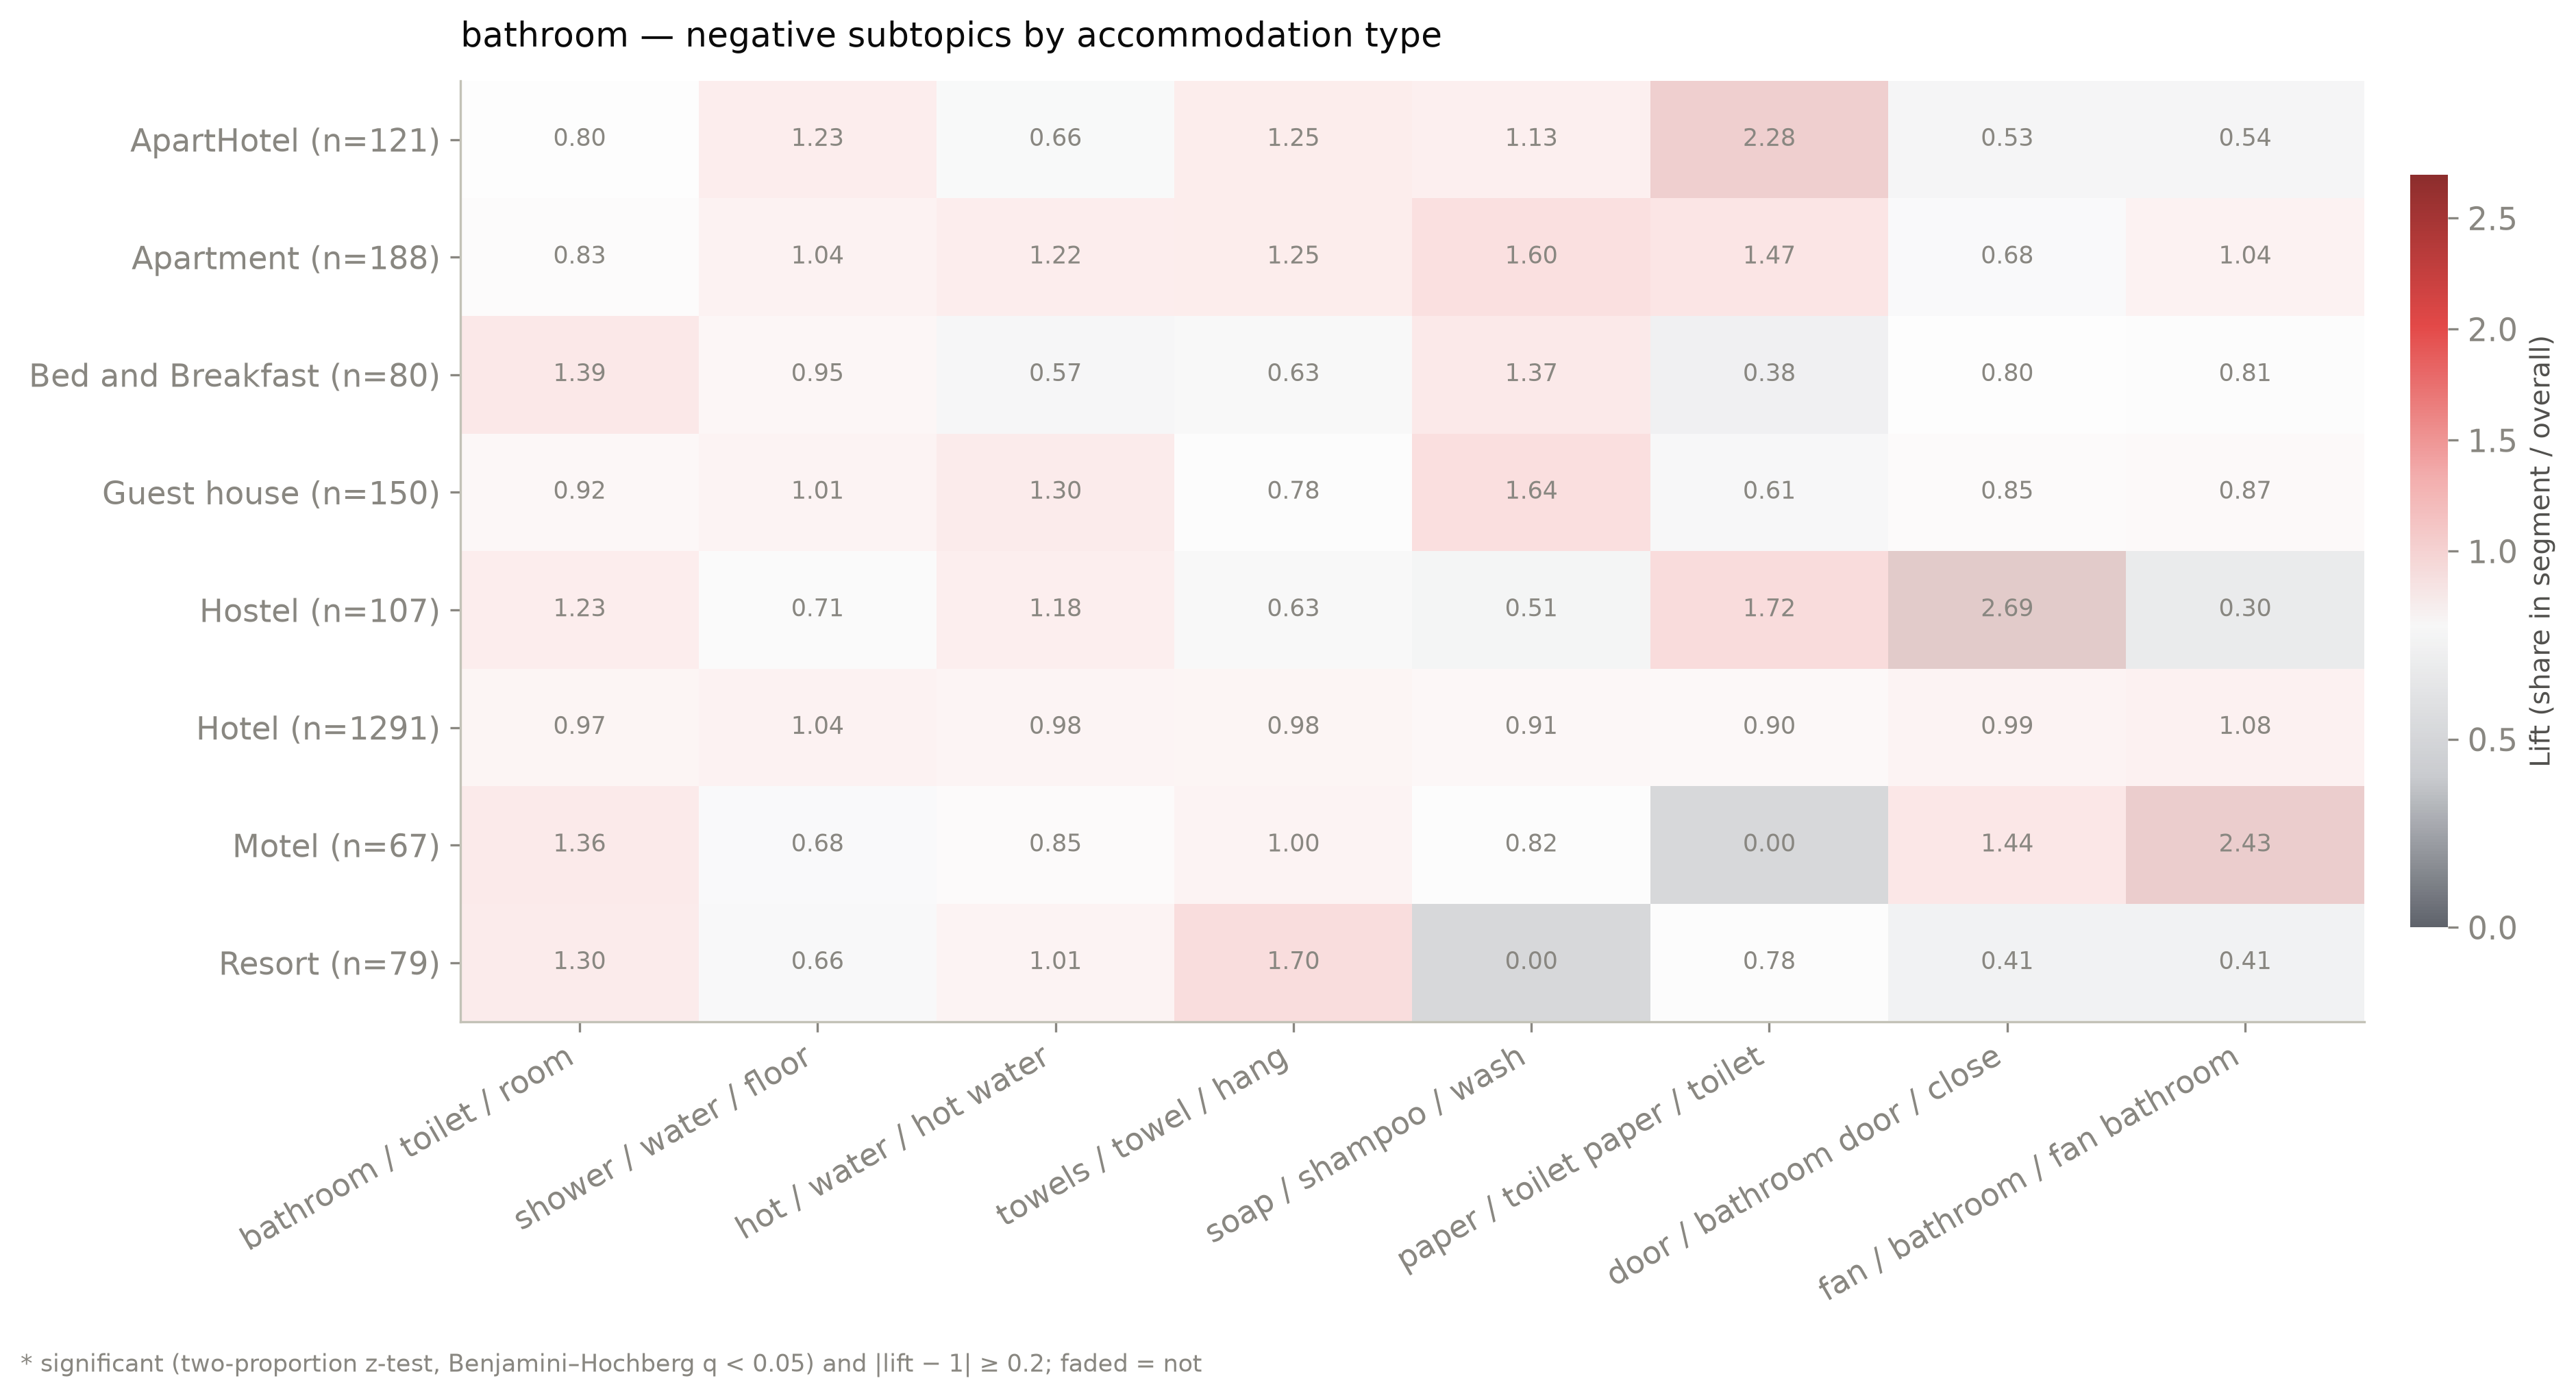 bathroom — negative subtopics by accommodation type
ApartHotel (n=121) 0.80 1.23 0.66 1.25 1.13 2.28 0.53 0.54
Apartment (n=188) 0.83 1.04 1.22 1.25 1.60 1.47 0.68 1.04
Bed and Breakfast (n=80) 1.39 0.95 0.57 0.63 1.37 0.38 0.80 0.81
Guest house (n=150) 0.92 1.01 1.30 0.78 1.64 0.61 0.85 0.87
Hostel (n=107) 1.23 0.71 1.18 0.63 0.51 1.72 2.69 0.30
Hotel (n=1291) 0.97 1.04 0.98 0.98 0.91 0.90 0.99 1.08
Motel (n=67) 1.36 0.68 0.85 1.00 0.82 0.00 1.44 2.43
Resort (n=79) 1.30 0.66 1.01 1.70 0.00 0.78 0.41 0.41
bathroom / toilet / room
shower / water / floor
hot / water / hot water
towels / towel / hang
soap / shampoo / wash
paper / toilet paper / toilet
door / bathroom door / close
fan / bathroom / fan bathroom
2.5
2.0
1.5
1.0
0.5
0.0
Lift (share in segment / overall)
* significant (two-proportion z-test, Benjamini–Hochberg q < 0.05) and |lift − 1| ≥ 0.2; faded = not